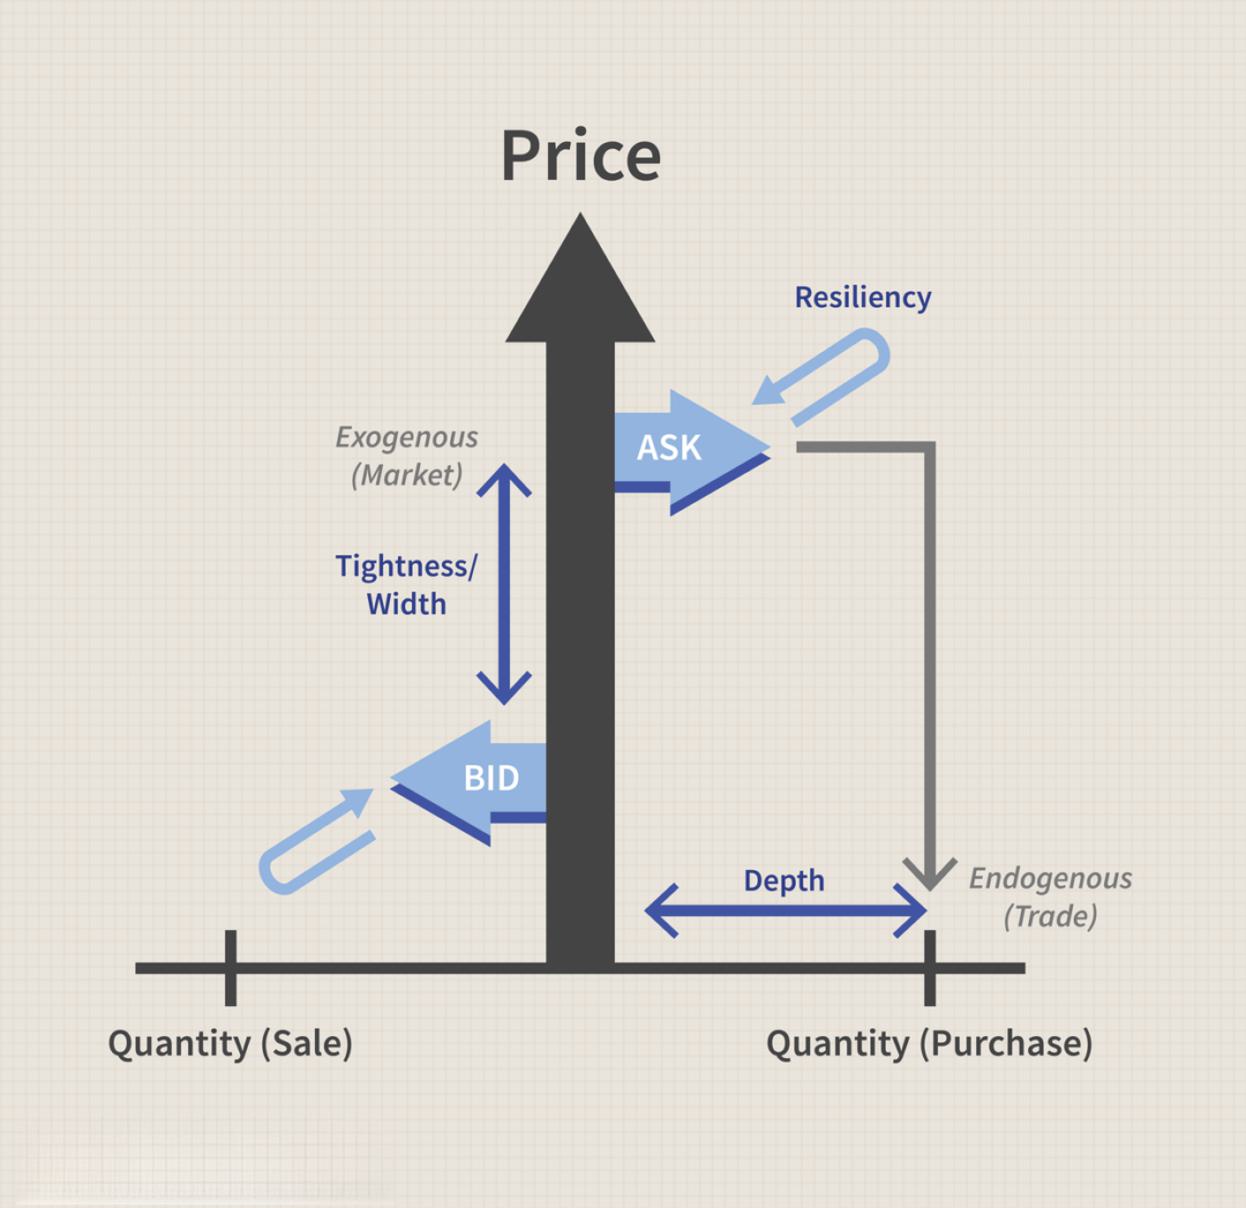 Price
Resiliency
Exogenous
(Market)
ASK
Tightness/
Width
BID
Depth
Endogenous
(Trade)
Quantity (Sale)
Quantity (Purchase)